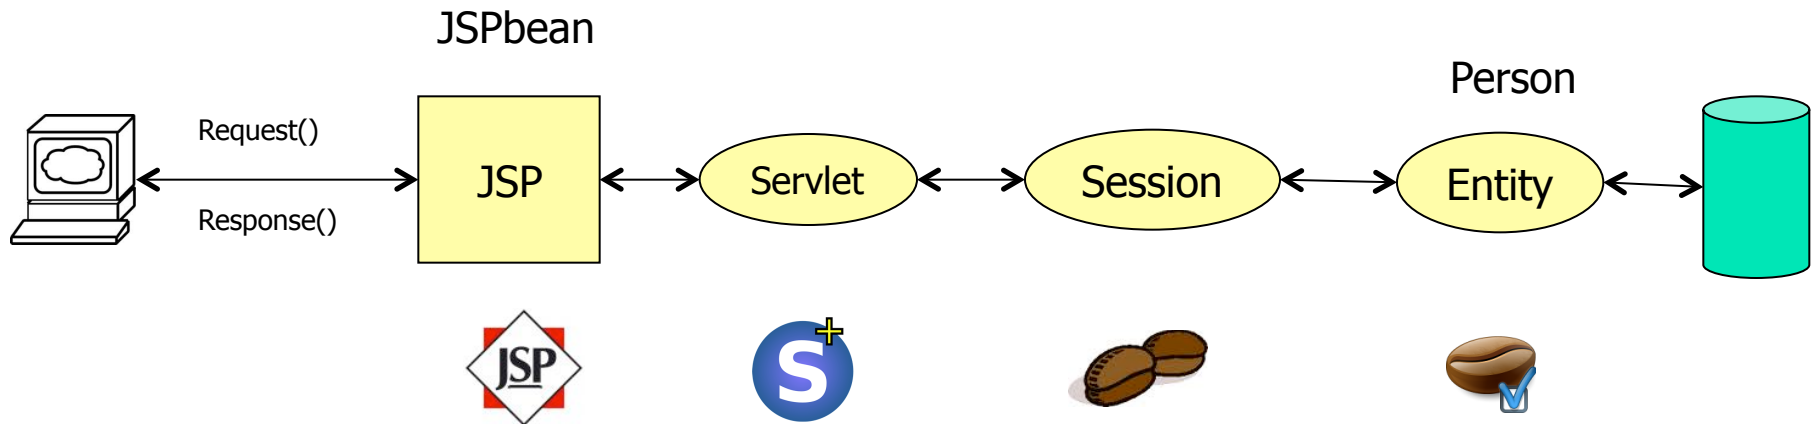 JSPbean
Person
Request()
Response()
JSP
Servlet
Session
Entity
JSP
S